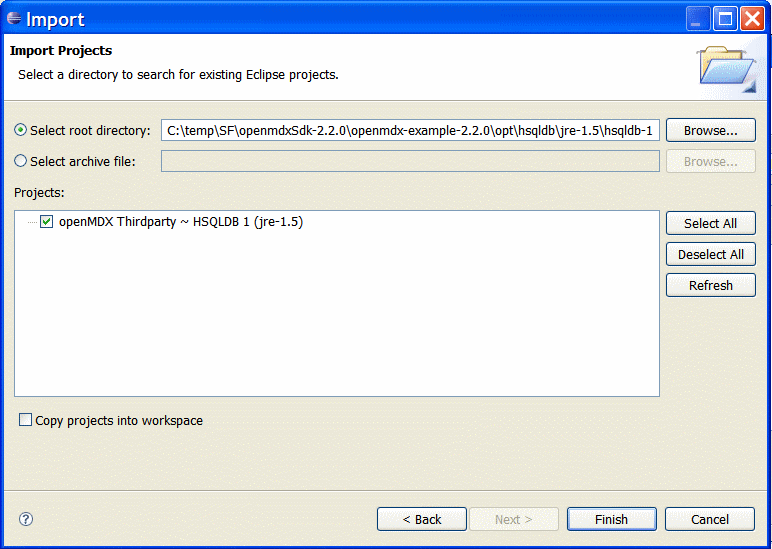 Import
Import Projects
Select a directory to search for existing Eclipse projects.
Select root directory: C:\temp\SF\openmdxSdk-2.2.0\openmdx-example-2.2.0\opt\hsqldb\jre-1.5\hsqldb-1 Browse...
Select archive file: Browse...
Projects:
openMDX Thirdparty ~ HSQLDB 1 (jre-1.5)
Select All
Deselect All
Refresh
Copy projects into workspace
? < Back Next > Finish Cancel